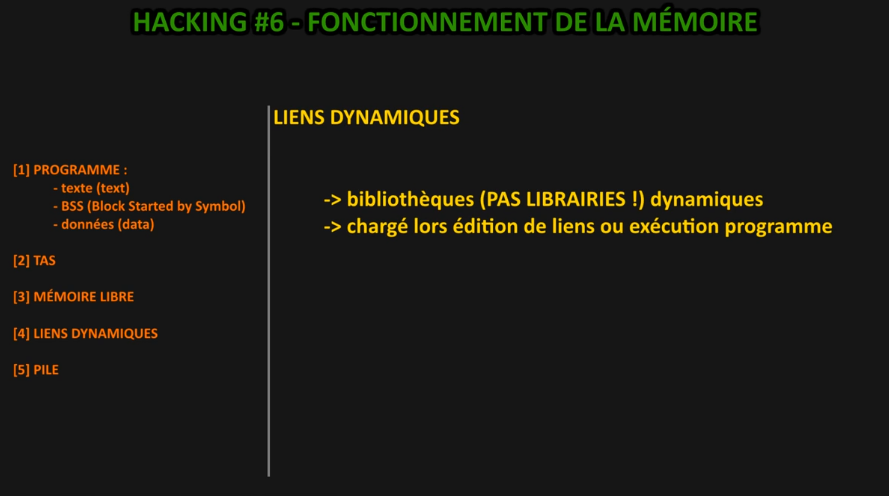 HACKING #6 - FONCTIONNEMENT DE LA MÉMOIRE
[1] PROGRAMME :
- texte (text)
- BSS (Block Started by Symbol)
- données (data)
[2] TAS
[3] MÉMOIRE LIBRE
[4] LIENS DYNAMIQUES
[5] PILE
LIENS DYNAMIQUES
-> bibliothèques (PAS LIBRAIRIES !) dynamiques
-> chargé lors édition de liens ou exécution programme